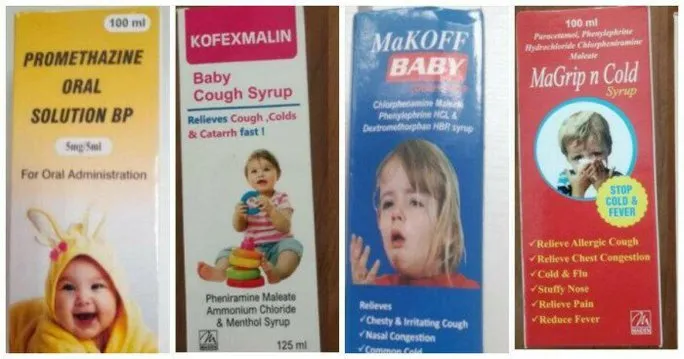 100 ml
PROMETHAZINE
ORAL
SOLUTION BP
5mg/5ml
For Oral Administration
KOFEXMALIN
Baby
Cough Syrup
Relieves Cough ,Colds
& Catarrh fast !
Pheniramine Maleate
Ammonium Chloride
& Menthol Syrup
125 ml
MaKOFF
BABY
Chlorphenamine Maleate
Phenylephrine HCL &
Dextromethorphan HBR syrup
Relieves
✓Chesty & Irritating Cough
✓Nasal Congestion
✓Common Cold
100 ml
Paracetamol, Phenylephrine
Hydrochloride Chlorpheniramine
Maleate
MaGrip n Cold
Syrup
STOP
COLD &
FEVER
✓Relieve Allergic Cough
✓Relieve Chest Congestion
✓Cold & Flu
✓Stuffy Nose
✓Relieve Pain
✓Reduce Fever